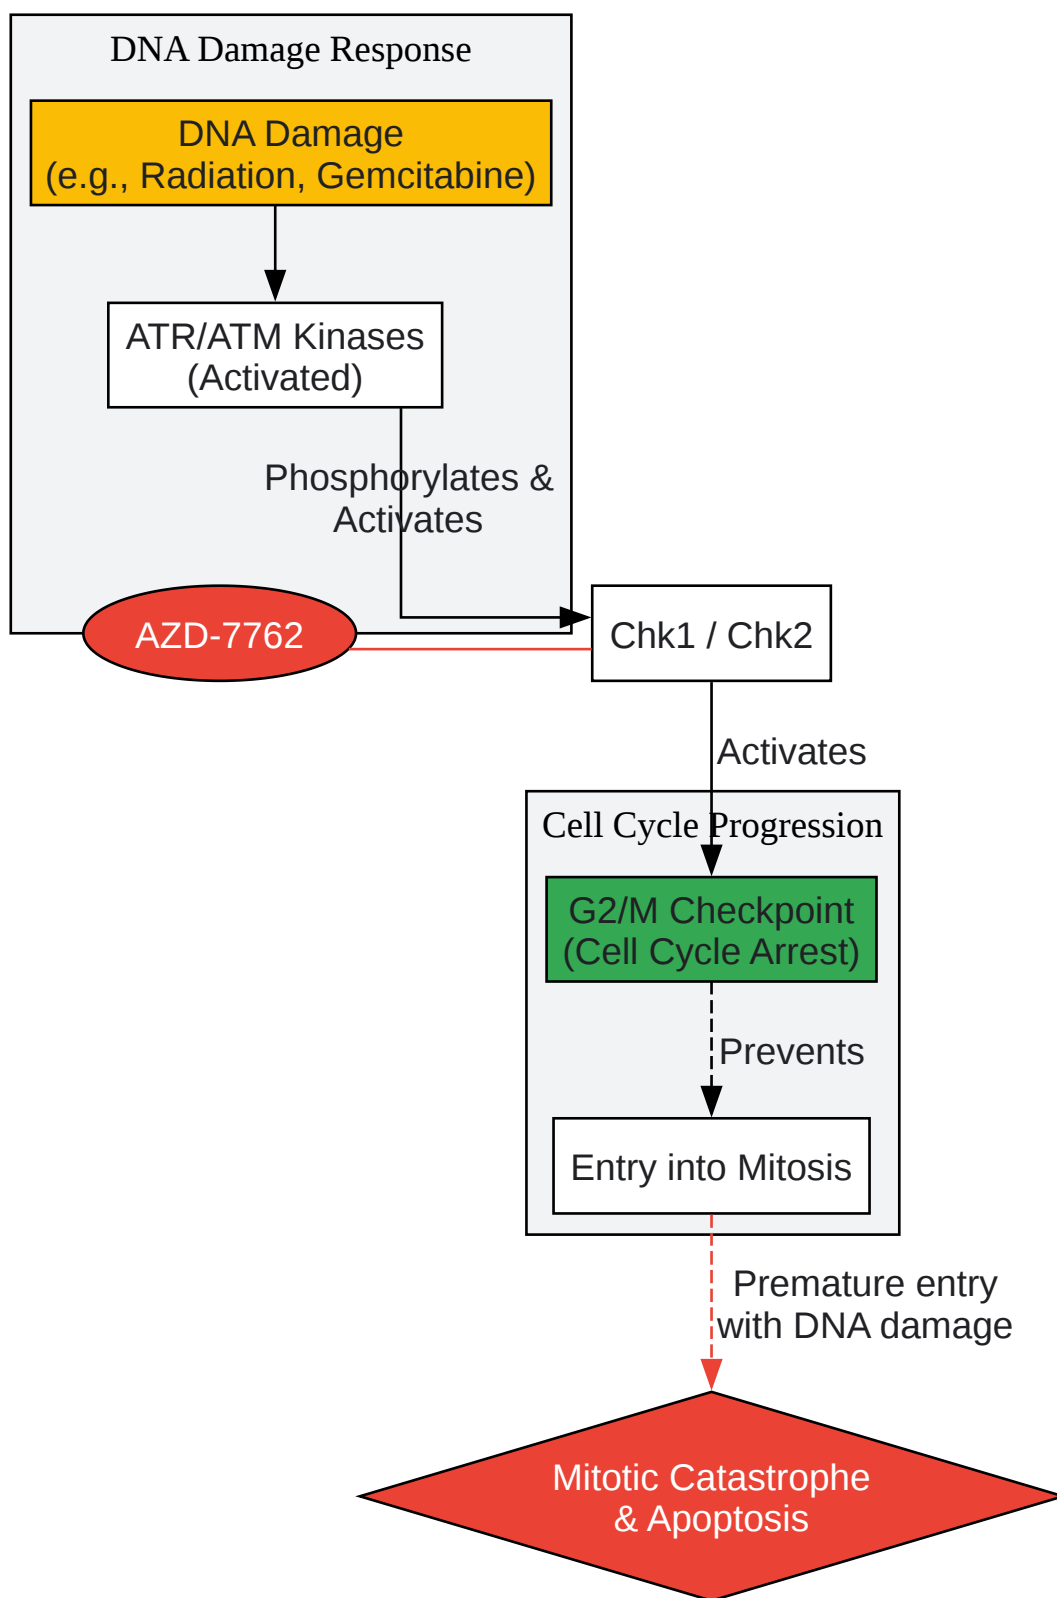 DNA Damage Response
DNA Damage
(e.g., Radiation, Gemcitabine)
ATR/ATM Kinases
(Activated)
Phosphorylates &
Activates
AZD-7762
Chk1 / Chk2
Activates
Cell Cycle Progression
G2/M Checkpoint
(Cell Cycle Arrest)
Prevents
Entry into Mitosis
Premature entry
with DNA damage
Mitotic Catastrophe
& Apoptosis